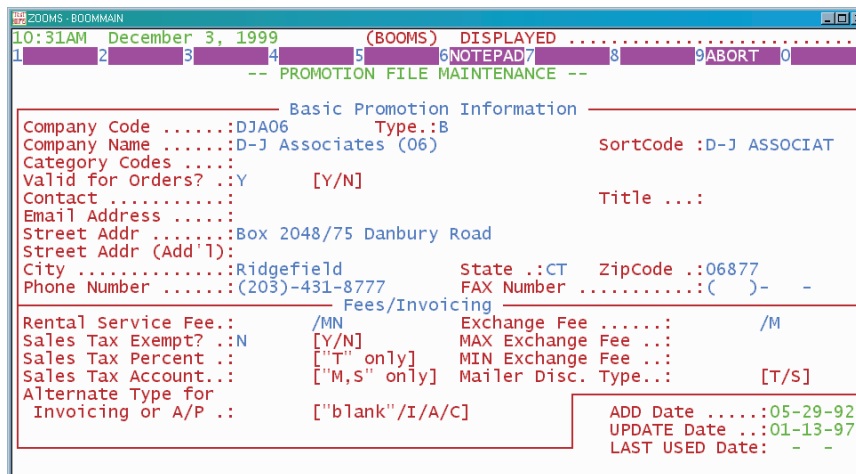 ZOOMS - BOOMMAIN
10:31AM December 3, 1999 (BOOMS) DISPLAYED ...........................
1 2 3 4 5 6NOTEPAD7 8 9ABORT 0
-- PROMOTION FILE MAINTENANCE --
Basic Promotion Information
Company Code ......:DJA06 Type.:B
Company Name ......:D-J Associates (06) SortCode :D-J ASSOCIAT
Category Codes ....:
Valid for Orders? .:Y [Y/N]
Contact ...........: Title ...:
Email Address .....:
Street Addr .......:Box 2048/75 Danbury Road
Street Addr (Add'l):
City ..............:Ridgefield State .:CT ZipCode .:06877
Phone Number ......:(203)-431-8777 FAX Number ...........:( )- -
Fees/Invoicing
Rental Service Fee.: /MN Exchange Fee ......: /M
Sales Tax Exempt? .:N [Y/N] MAX Exchange Fee ..:
Sales Tax Percent .: ["T" only] MIN Exchange Fee ..:
Sales Tax Account..: ["M,S" only] Mailer Disc. Type..: [T/S]
Alternate Type for
Invoicing or A/P .: ["blank"/I/A/C] ADD Date .....:05-29-92
UPDATE Date ..:01-13-97
LAST USED Date: - -